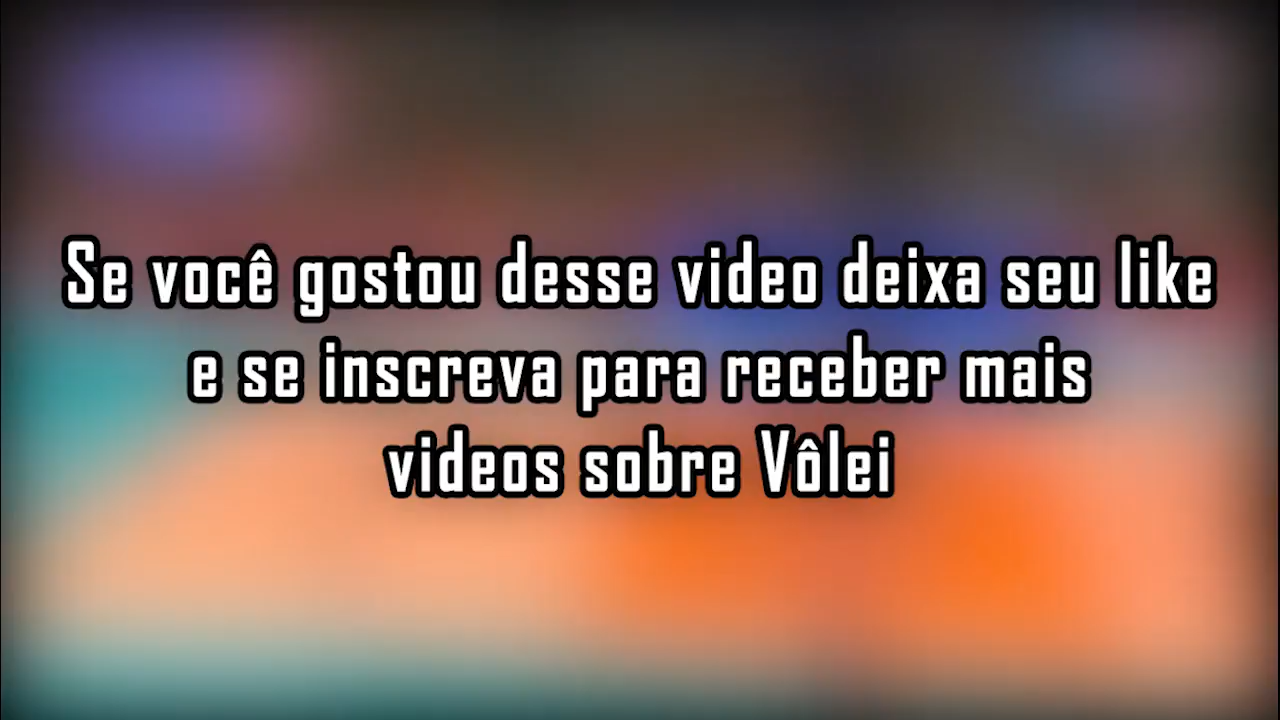 Se você gostou desse video deixa seu like
e se inscreva para receber mais
videos sobre Vôlei